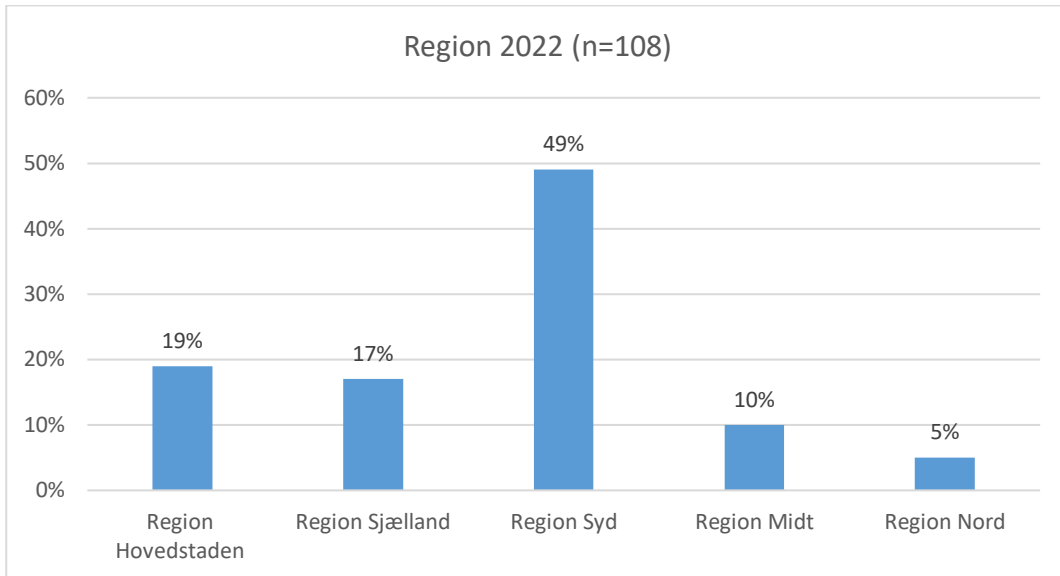 Region 2022 (n=108)
60%
50%
40%
30%
20%
10%
0%
19%
17%
49%
10%
5%
Region
Hovedstaden
Region Sjælland
Region Syd
Region Midt
Region Nord